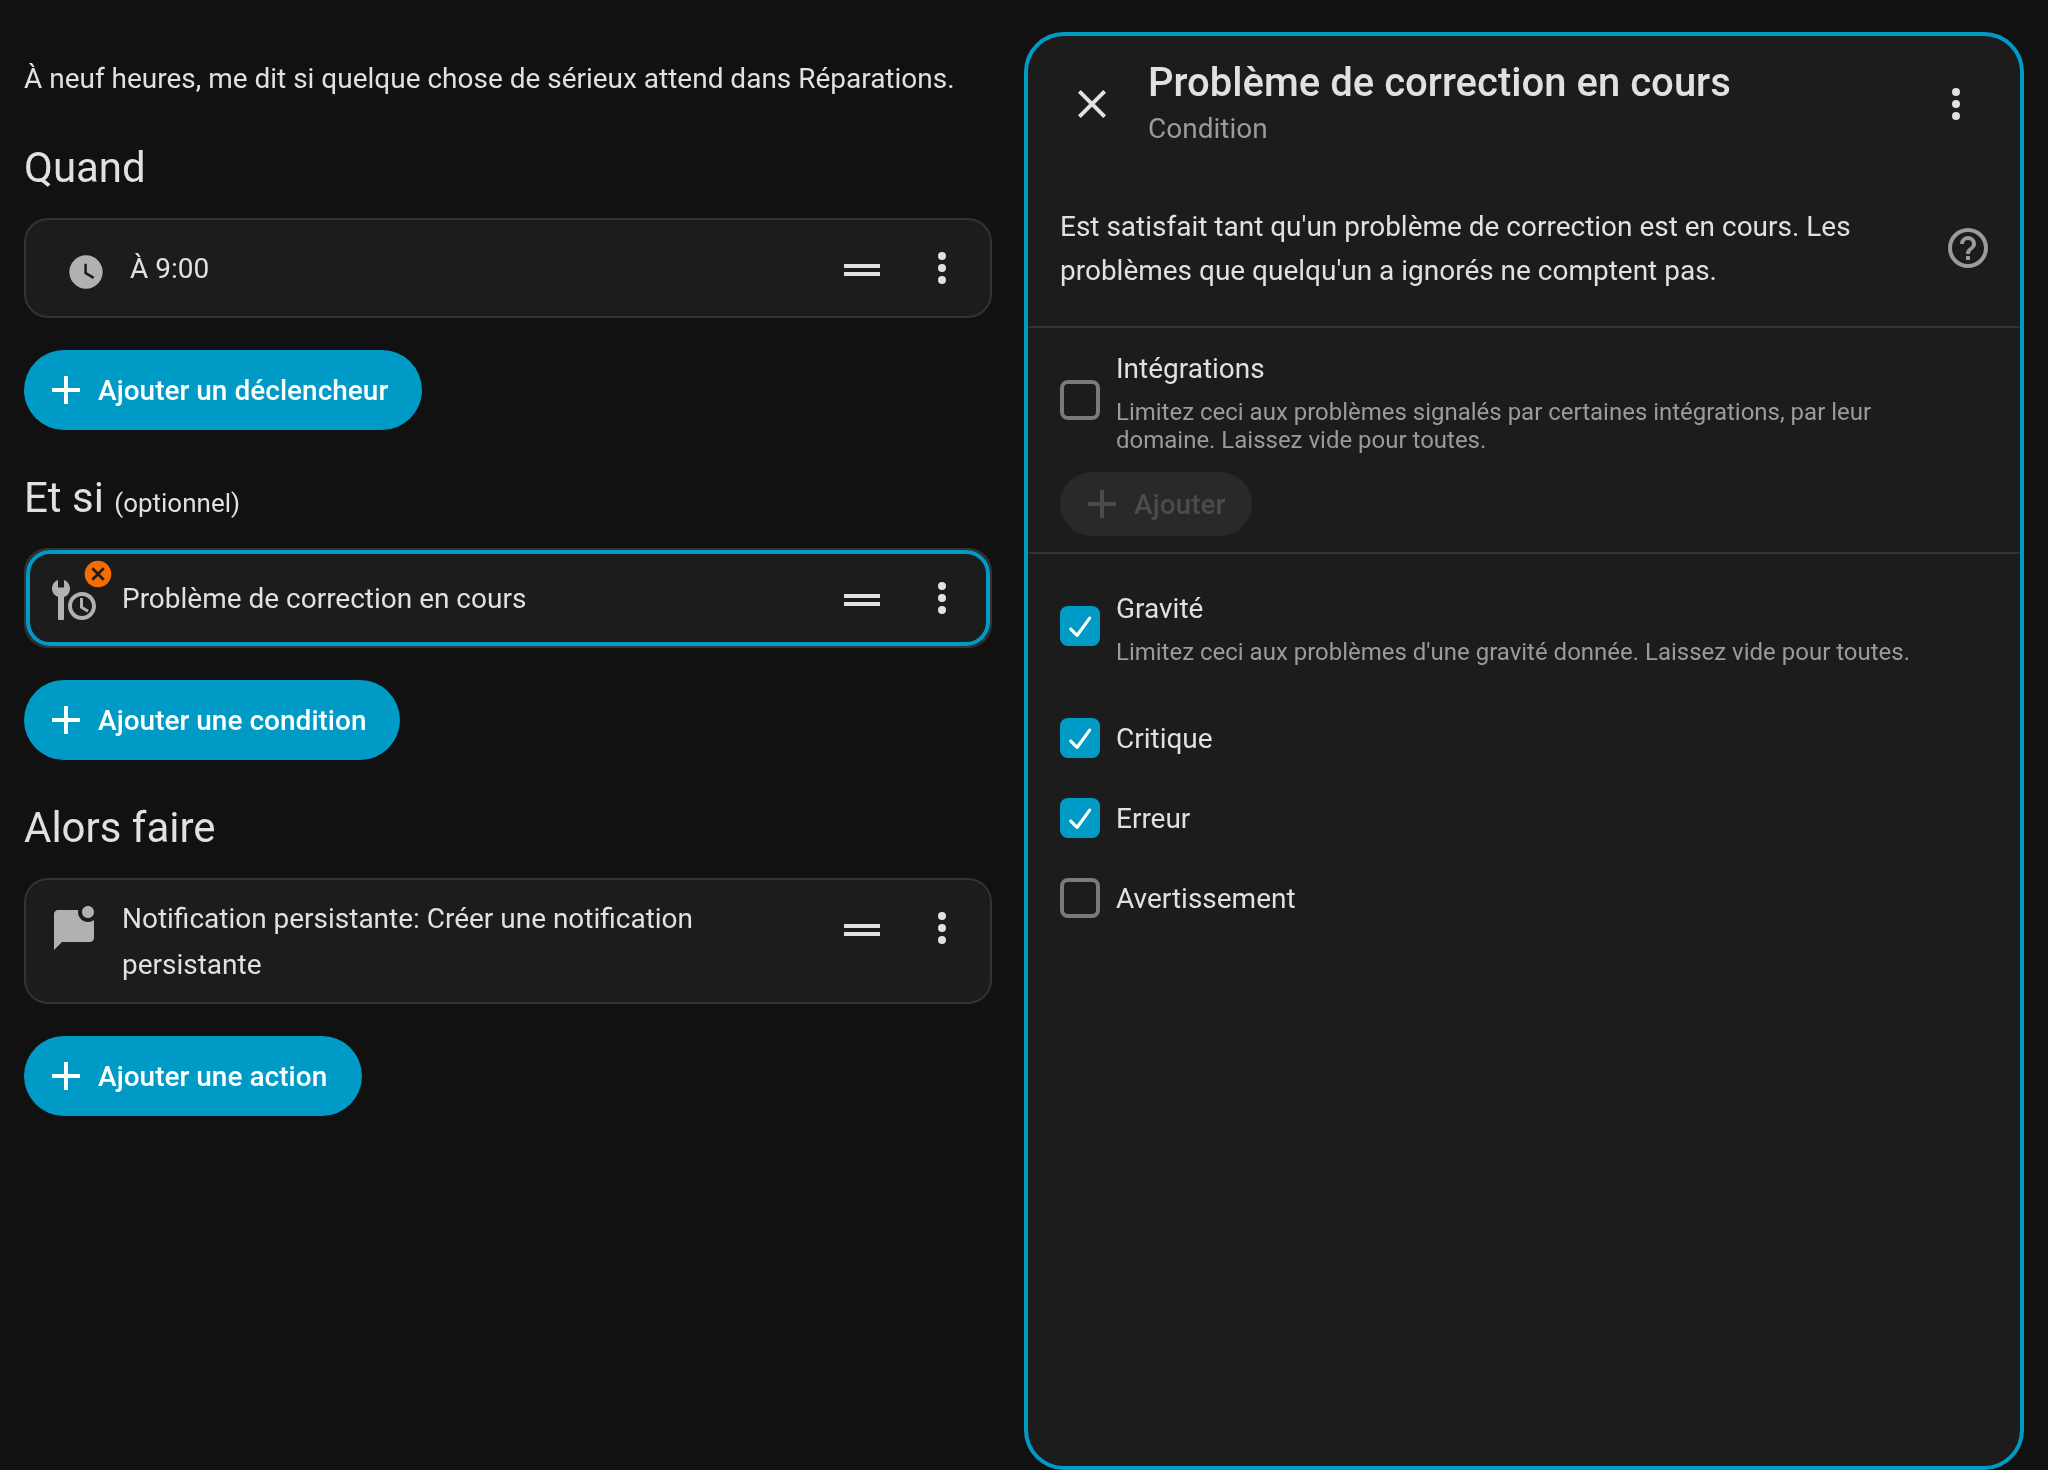 À neuf heures, me dit si quelque chose de sérieux attend dans Réparations.
Quand
À 9:00
Ajouter un déclencheur
Et si (optionnel)
Problème de correction en cours
Ajouter une condition
Alors faire
Notification persistante: Créer une notification
persistante
Ajouter une action
Problème de correction en cours
Condition
Est satisfait tant qu'un problème de correction est en cours. Les
problèmes que quelqu'un a ignorés ne comptent pas.
Intégrations
Limitez ceci aux problèmes signalés par certaines intégrations, par leur
domaine. Laissez vide pour toutes.
Ajouter
Gravité
Limitez ceci aux problèmes d'une gravité donnée. Laissez vide pour toutes.
Critique
Erreur
Avertissement